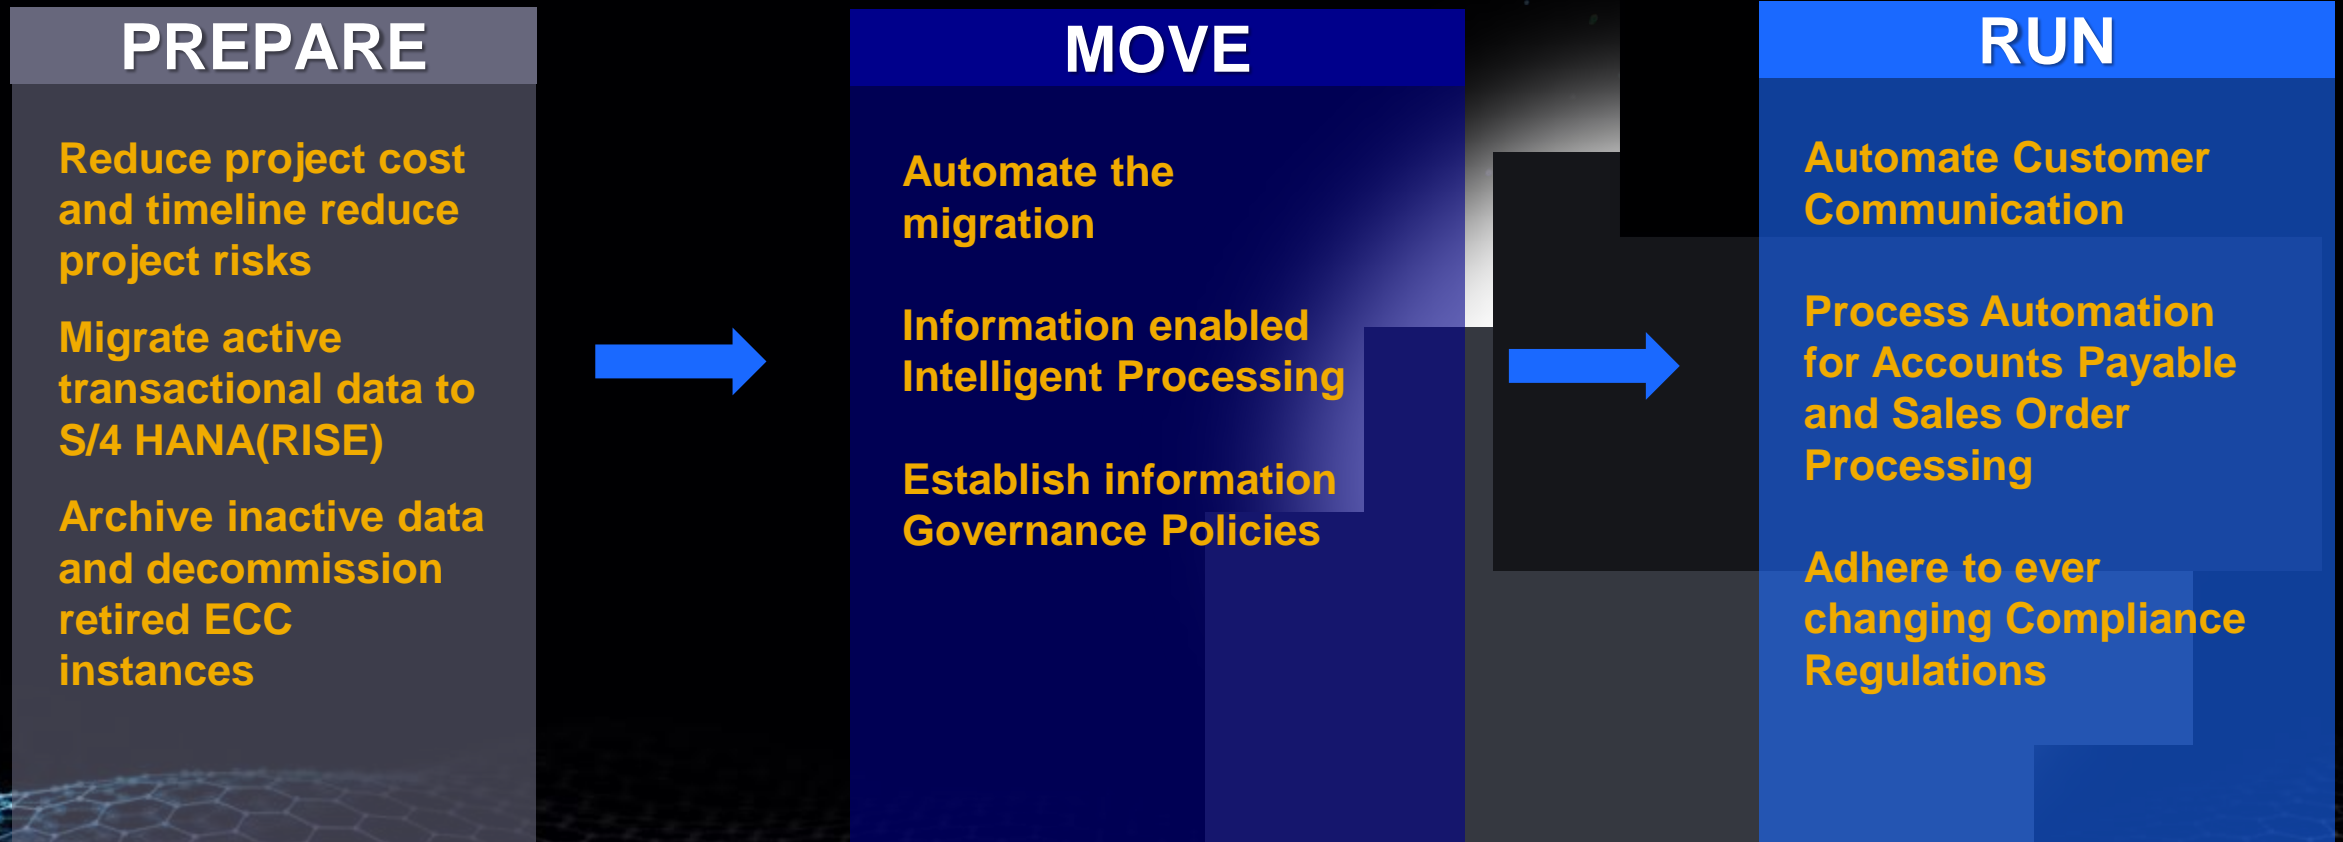 PREPARE
Reduce project cost
and timeline reduce
project risks
Migrate active
transactional data to
S/4 HANA(RISE)
Archive inactive data
and decommission
retired ECC
instances
MOVE
Automate the
migration
Information enabled
Intelligent Processing
Establish information
Governance Policies
RUN
Automate Customer
Communication
Process Automation
for Accounts Payable
and Sales Order
Processing
Adhere to ever
changing Compliance
Regulations